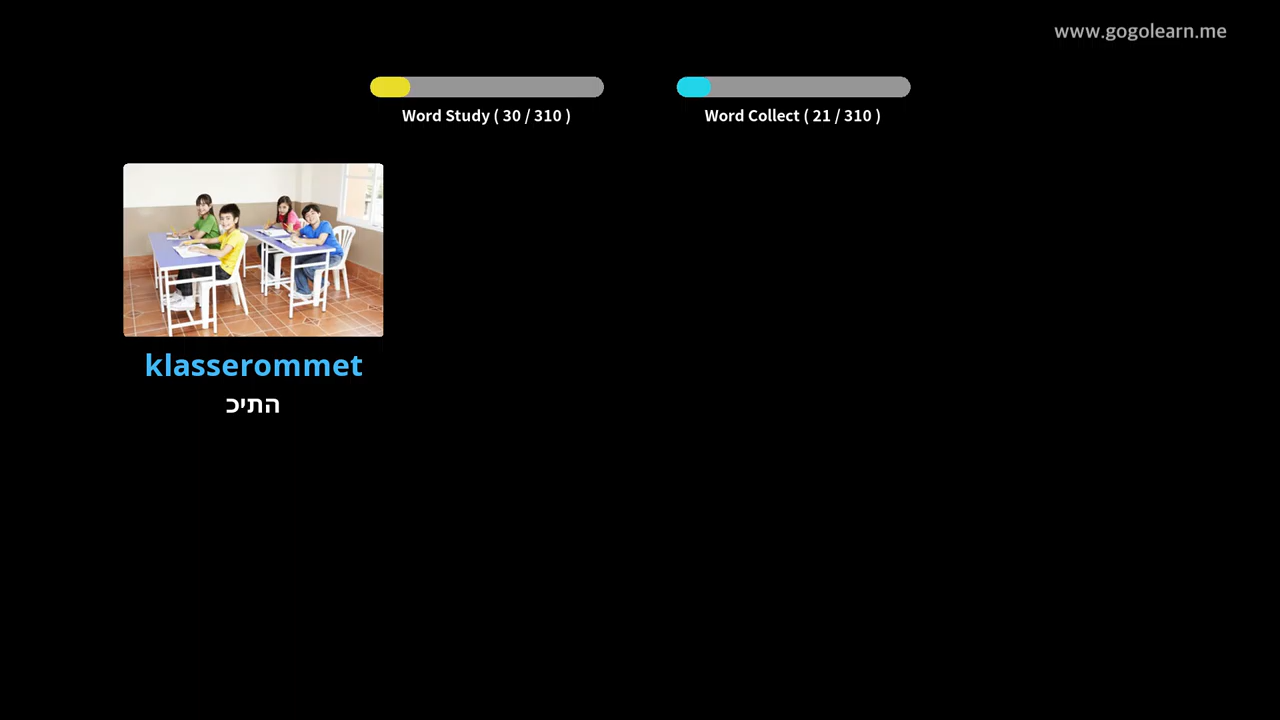 www.gogolearn.me
Word Study ( 30 / 310 )
Word Collect ( 21 / 310 )
klasserommet
התיכ